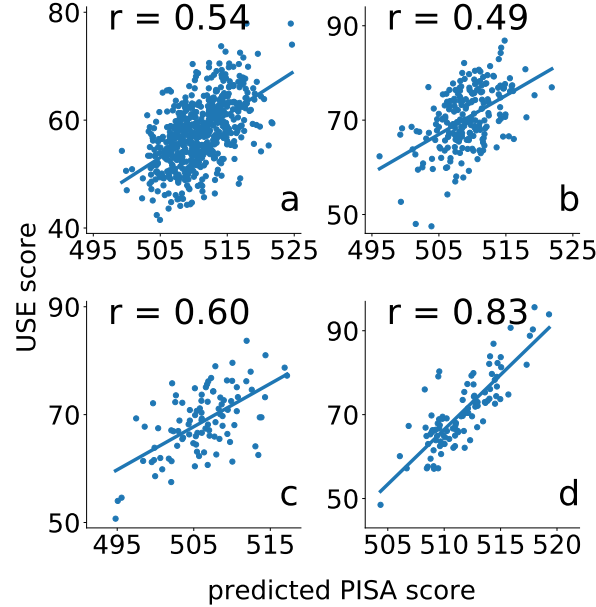 80
r = 0.54
60
40
a
495 505 515 525
90
r = 0.49
70
50
b
495 505 515 525
USE score
90
r = 0.60
70
50
c
495 505 515
90
r = 0.83
70
50
d
505 510 515 520
predicted PISA score